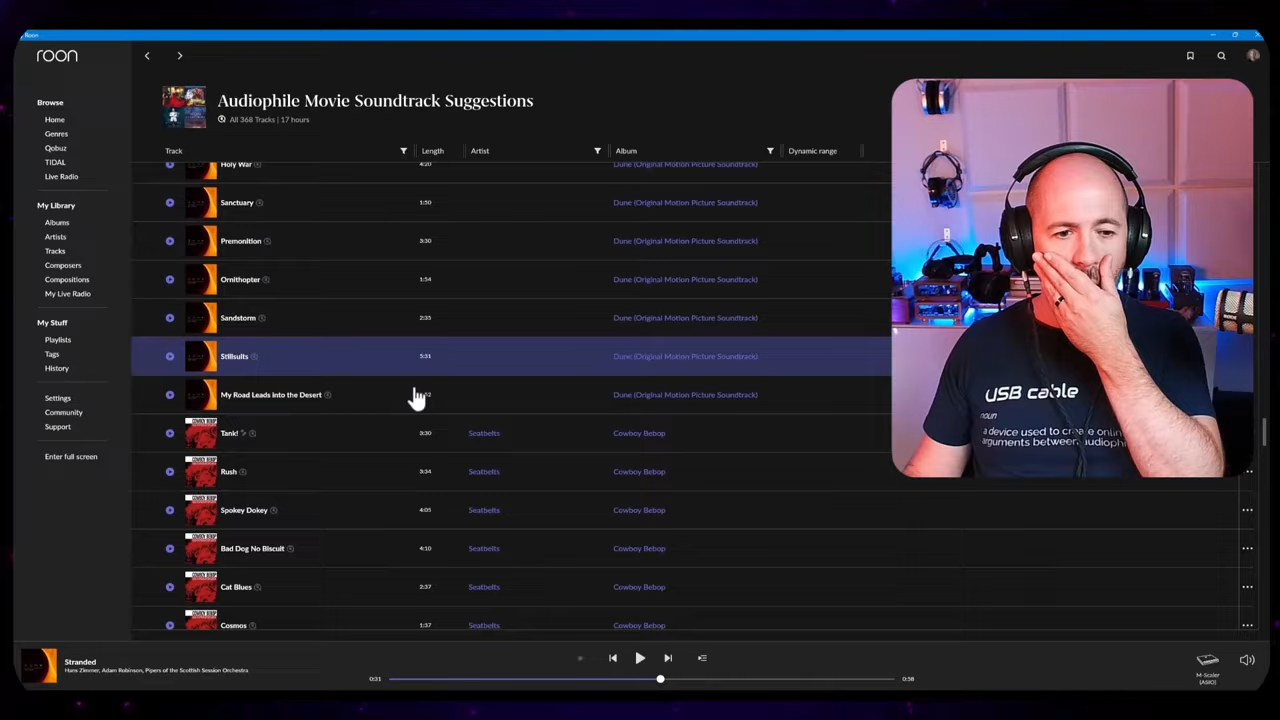 Roon
roon
Browse
Home
Genres
Qobuz
TIDAL
Live Radio
My Library
Albums
Artists
Tracks
Composers
Compositions
My Live Radio
My Stuff
Playlists
Tags
History
Settings
Community
Support
Enter full screen
Audiophile Movie Soundtrack Suggestions
All 368 Tracks | 17 hours
Track Length Artist Album Dynamic range
Holy War 4:20 Dune (Original Motion Picture Soundtrack)
Sanctuary 1:50 Dune (Original Motion Picture Soundtrack)
Premonition 3:30 Dune (Original Motion Picture Soundtrack)
Ornithopter 1:54 Dune (Original Motion Picture Soundtrack)
Sandstorm 2:35 Dune (Original Motion Picture Soundtrack)
Stillsuits 5:31 Dune (Original Motion Picture Soundtrack)
My Road Leads into the Desert Dune (Original Motion Picture Soundtrack)
Tank! 3:30 Seatbelts Cowboy Bebop
Rush 3:34 Seatbelts Cowboy Bebop
Spokey Dokey 4:05 Seatbelts Cowboy Bebop
Bad Dog No Biscuit 4:10 Seatbelts Cowboy Bebop
Cat Blues 2:37 Seatbelts Cowboy Bebop
Cosmos 1:37 Seatbelts Cowboy Bebop
USB cable
noun
a device used to create
arguments between
Stranded
Hans Zimmer, Adam Robinson, Pipers of the Scottish Session Orchestra
0:31 0:58
M-Scaler
(ASIO)